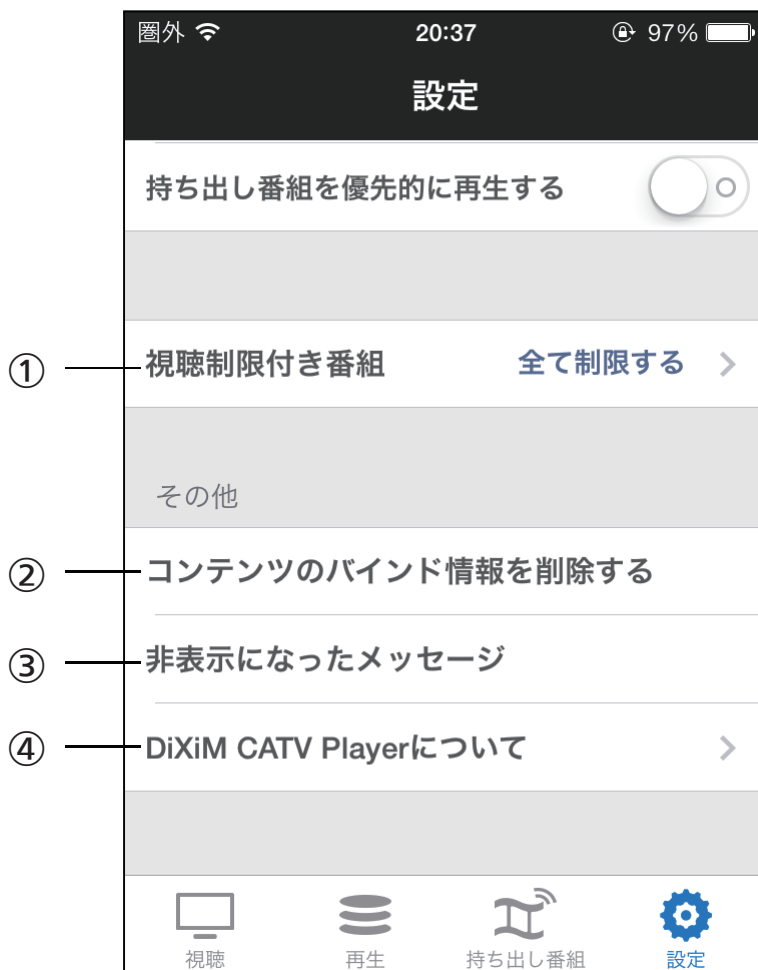 圏外 20:37 97%
設定
持ち出し番組を優先的に再生する
① 視聴制限付き番組 全て制限する
その他
② コンテンツのバインド情報を削除する
③ 非表示になったメッセージ
④ DiXiM CATV Playerについて
視聴 再生 持ち出し番組 設定